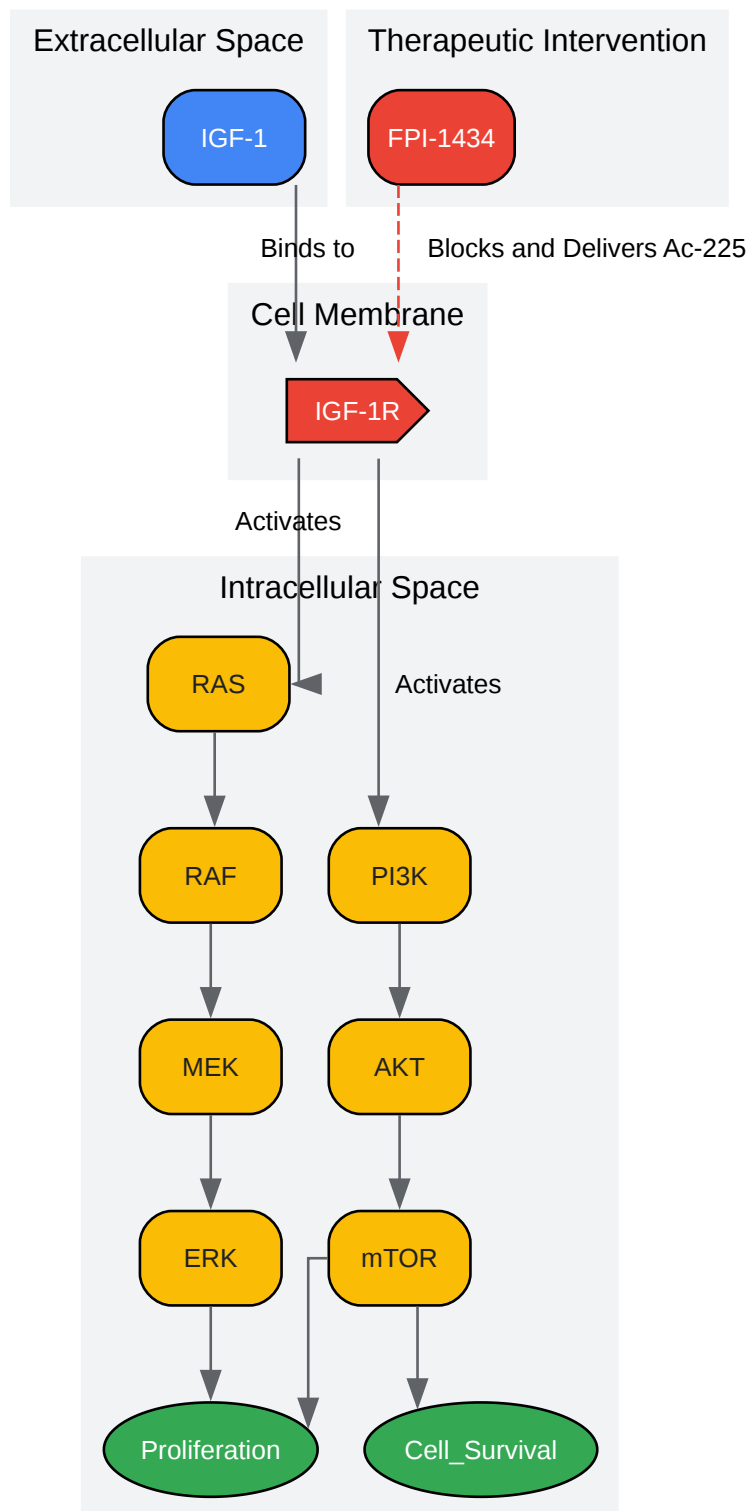 Extracellular Space
Therapeutic Intervention
IGF-1
FPI-1434
Binds to
Blocks and Delivers Ac-225
Cell Membrane
IGF-1R
Activates
Intracellular Space
RAS
Activates
RAF
PI3K
MEK
AKT
ERK
mTOR
Proliferation
Cell_Survival